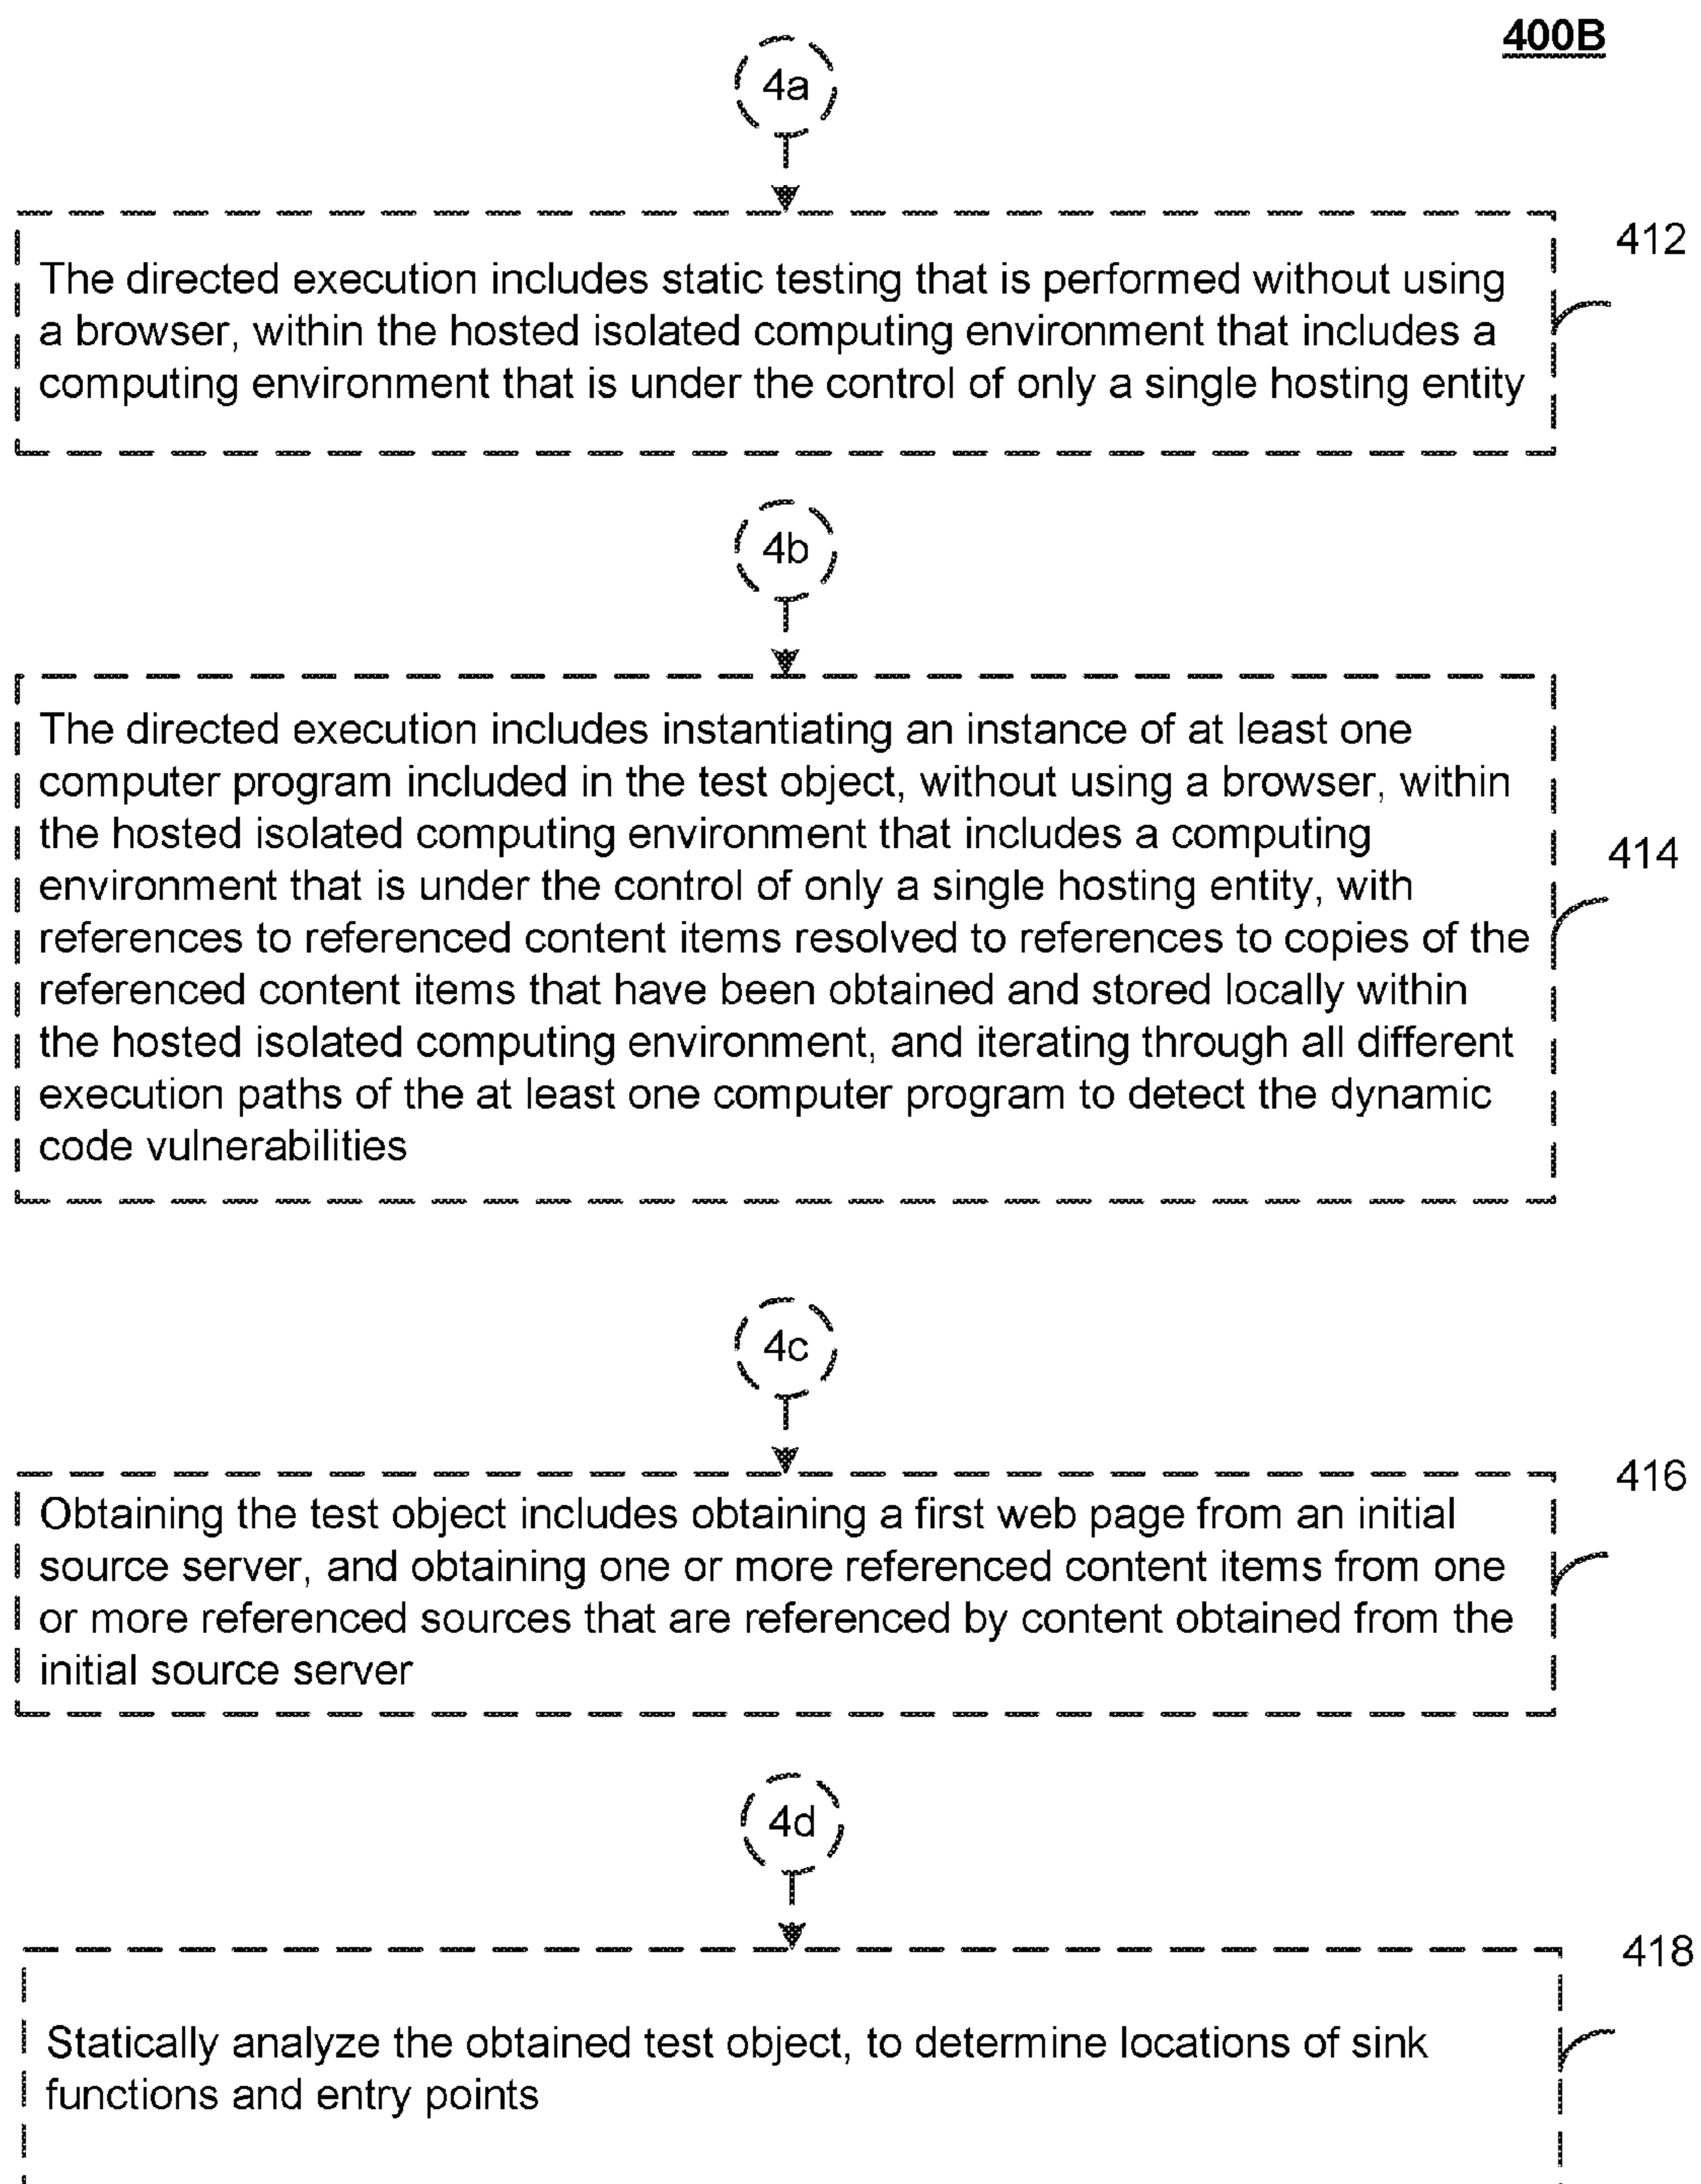 400B
4a
412
The directed execution includes static testing that is performed without using
a browser, within the hosted isolated computing environment that includes a
computing environment that is under the control of only a single hosting entity
4b
The directed execution includes instantiating an instance of at least one
computer program included in the test object, without using a browser, within
the hosted isolated computing environment that includes a computing
environment that is under the control of only a single hosting entity, with
references to referenced content items resolved to references to copies of the
referenced content items that have been obtained and stored locally within
the hosted isolated computing environment, and iterating through all different
execution paths of the at least one computer program to detect the dynamic
code vulnerabilities
414
4c
416
Obtaining the test object includes obtaining a first web page from an initial
source server, and obtaining one or more referenced content items from one
or more referenced sources that are referenced by content obtained from the
initial source server
4d
418
Statically analyze the obtained test object, to determine locations of sink
functions and entry points